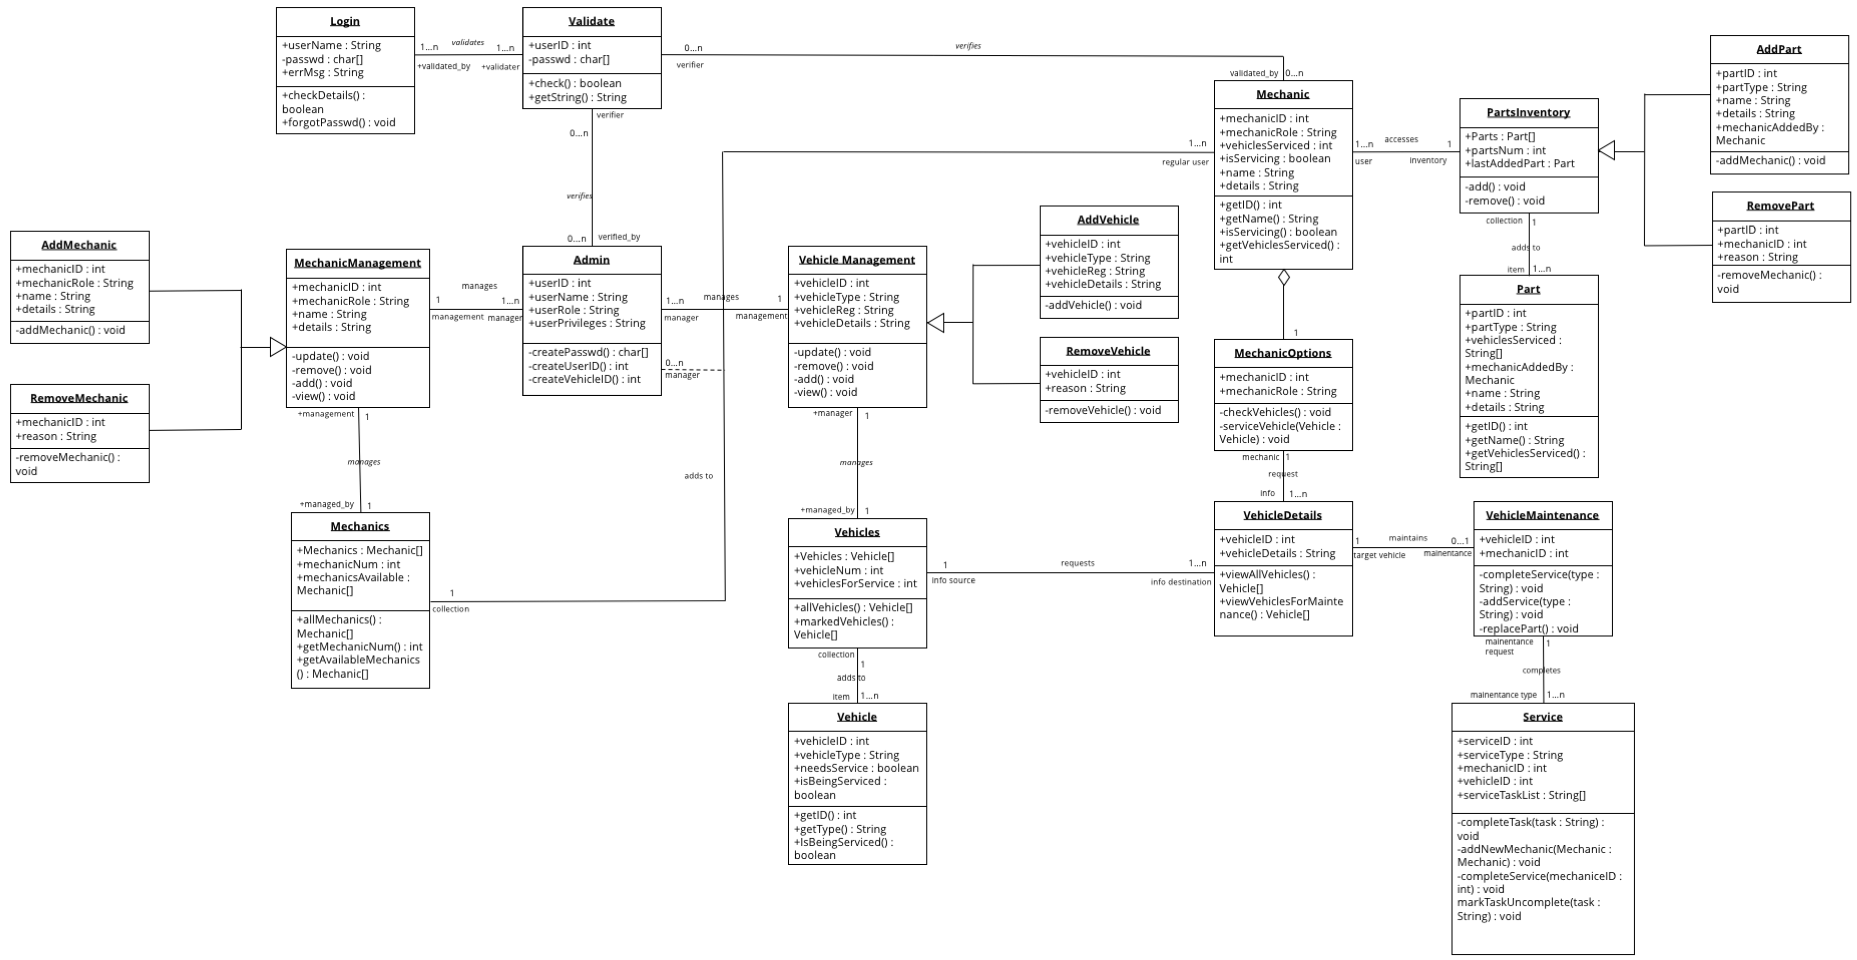 Login
+userName : String
-passwd : char[]
+errMsg : String
+checkDetails() :
boolean
+forgotPasswd() : void
1...n
validates
1...n
+validated_by
+validater
Validate
+userID : int
-passwd : char[]
+check() : boolean
+getString() : String
0...n
verifier
verifies
validated_by
0...n
verifier
0...n
verifies
0...n
verified_by
Mechanic
+mechanicID : int
+mechanicRole : String
+vehiclesServiced : int
+isServicing : boolean
+name : String
+details : String
+getID() : int
+getName() : String
+isServicing() : boolean
+getVehiclesServiced() :
int
1...n
regular user
1...n
accesses
1
user
inventory
PartsInventory
+Parts : Part[]
+partsNum : int
+lastAddedPart : Part
-add() : void
-remove() : void
AddPart
+partID : int
+partType : String
+name : String
+details : String
+mechanicAddedBy :
Mechanic
-addMechanic() : void
RemovePart
+partID : int
+mechanicID : int
+reason : String
-removeMechanic() :
void
collection
1
adds to
item
1...n
Part
+partID : int
+partType : String
+vehiclesServiced :
String[]
+mechanicAddedBy :
Mechanic
+name : String
+details : String
+getID() : int
+getName() : String
+getVehiclesServiced() :
String[]
AddMechanic
+mechanicID : int
+mechanicRole : String
+name : String
+details : String
-addMechanic() : void
RemoveMechanic
+mechanicID : int
+reason : String
-removeMechanic() :
void
MechanicManagement
+mechanicID : int
+mechanicRole : String
+name : String
+details : String
-update() : void
-remove() : void
-add() : void
-view() : void
manages
1
1...n
management
manager
Admin
+userID : int
+userName : String
+userRole : String
+userPrivileges : String
-createPasswd() : char[]
-createUserID() : int
-createVehicleID() : int
1...n
manages
1
manager
management
0...n
manager
Vehicle Management
+vehicleID : int
+vehicleType : String
+vehicleReg : String
+vehicleDetails : String
-update() : void
-remove() : void
-add() : void
-view() : void
AddVehicle
+vehicleID : int
+vehicleType : String
+vehicleReg : String
+vehicleDetails : String
-addVehicle() : void
RemoveVehicle
+vehicleID : int
+reason : String
-removeVehicle() : void
1
MechanicOptions
+mechanicID : int
+mechanicRole : String
-checkVehicles() : void
-serviceVehicle(Vehicle :
Vehicle) : void
mechanic
1
request
info
1...n
+management
1
manages
+managed_by
1
Mechanics
+Mechanics : Mechanic[]
+mechanicNum : int
+mechanicsAvailable :
Mechanic[]
+allMechanics() :
Mechanic[]
+getMechanicNum() : int
+getAvailableMechanics
() : Mechanic[]
1
collection
adds to
+manager
1
manages
+managed_by
1
Vehicles
+Vehicles : Vehicle[]
+vehicleNum : int
+vehiclesForService : int
+allVehicles() : Vehicle[]
+markedVehicles() :
Vehicle[]
1
requests
1...n
info source
info destination
VehicleDetails
+vehicleID : int
+vehicleDetails : String
+viewAllVehicles() :
Vehicle[]
+viewVehiclesForMainte
nance() : Vehicle[]
1
maintains
0...1
target vehicle
mainentance
VehicleMaintenance
+vehicleID : int
+mechanicID : int
-completeService(type :
String) : void
-addService(type :
String) : void
-replacePart() : void
mainentance
request
1
completes
mainentance type
1...n
collection
1
adds to
item
1...n
Vehicle
+vehicleID : int
+vehicleType : String
+needsService : boolean
+isBeingServiced :
boolean
+getID() : int
+getType() : String
+IsBeingServiced() :
boolean
Service
+serviceID : int
+serviceType : String
+mechanicID : int
+vehicleID : int
+serviceTaskList : String[]
-completeTask(task : String) :
void
-addNewMechanic(Mechanic :
Mechanic) : void
-completeService(mechaniceID :
int) : void
markTaskUncomplete(task :
String) : void